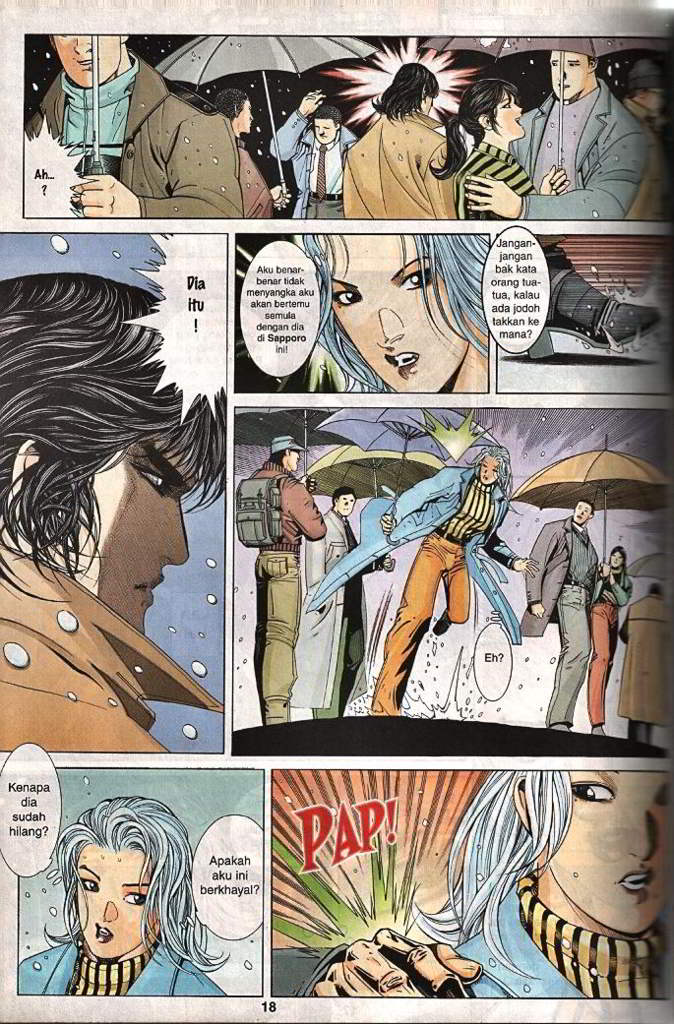 Ah...
?
Dia
itu
!
Aku benar-
benar tidak
menyangka aku
akan bertemu
semula
dengan dia
di Sapporo
ini!
Jangan-
jangan
bak kata
orang tua-
tua, kalau
ada jodoh
takkan ke
mana?
Eh?
Kenapa
dia
sudah
hilang?
Apakah
aku ini
berkhayal?
PAP!
18